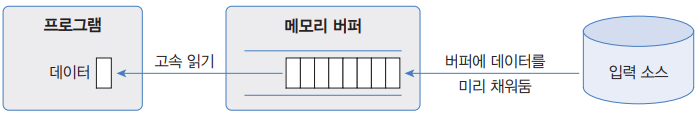 프로그램
데이터
고속 읽기
메모리 버퍼
버퍼에 데이터를
미리 채워둠
입력 소스